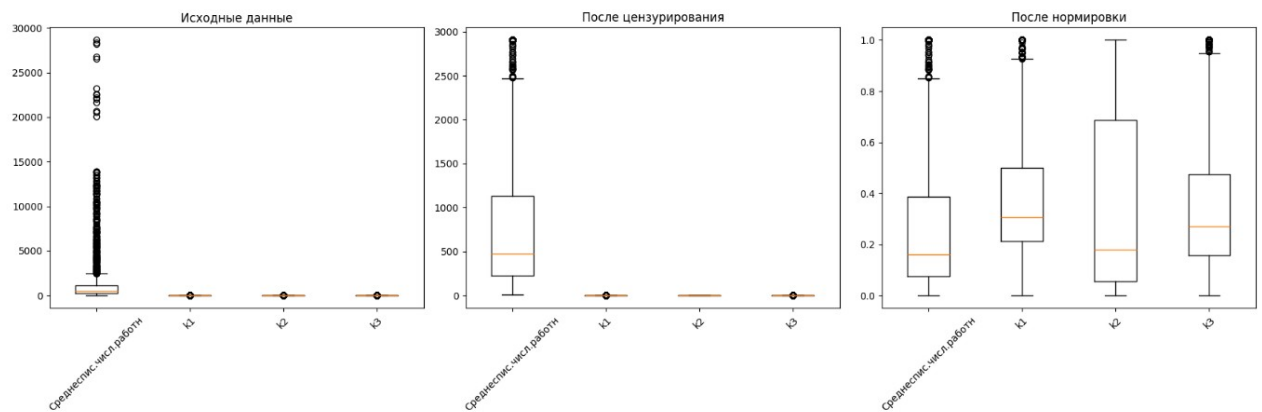 Исходные данные
30000
25000
20000
15000
10000
5000
0
Среднеспис.числ.работн
k1
k2
k3
После цензурирования
3000
2500
2000
1500
1000
500
0
Среднеспис.числ.работн
k1
k2
k3
После нормировки
1.0
0.8
0.6
0.4
0.2
0.0
Среднеспис.числ.работн
k1
k2
k3